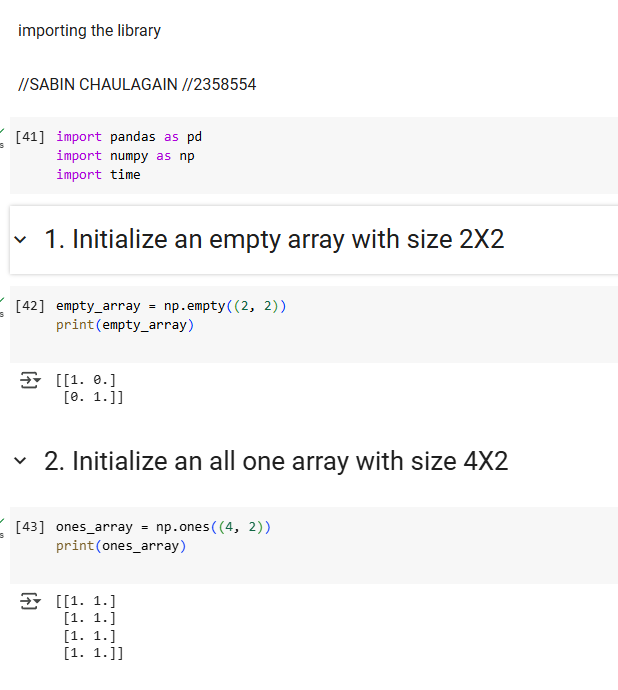 importing the library
//SABIN CHAULAGAIN //2358554
[41] import pandas as pd
import numpy as np
import time
1. Initialize an empty array with size 2X2
[42] empty_array = np.empty((2, 2))
print(empty_array)
[[1. 0.]
[0. 1.]]
2. Initialize an all one array with size 4X2
[43] ones_array = np.ones((4, 2))
print(ones_array)
[[1. 1.]
[1. 1.]
[1. 1.]
[1. 1.]]